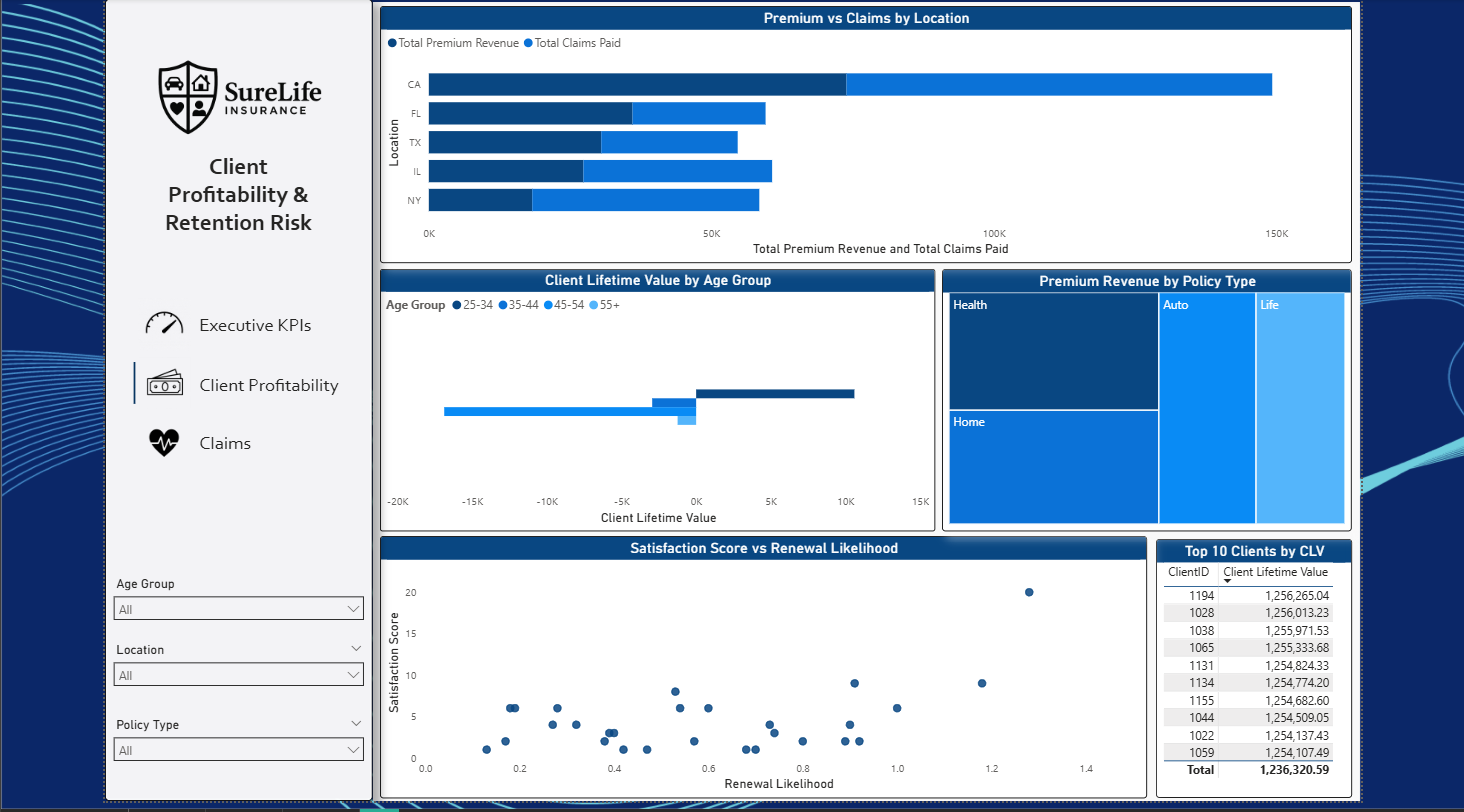 SureLife
INSURANCE
Client
Profitability &
Retention Risk
Executive KPIs
Client Profitability
Claims
Age Group
All
Location
All
Policy Type
All
Premium vs Claims by Location
Total Premium Revenue Total Claims Paid
Location
CA
FL
TX
IL
NY
0K 50K 100K 150K
Total Premium Revenue and Total Claims Paid
Client Lifetime Value by Age Group
Age Group 25-34 35-44 45-54 55+
-20K -15K -10K -5K 0K 5K 10K 15K
Client Lifetime Value
Premium Revenue by Policy Type
Health
Home
Auto
Life
Satisfaction Score vs Renewal Likelihood
Satisfaction Score
20
15
10
5
0
0.0 0.2 0.4 0.6 0.8 1.0 1.2 1.4
Renewal Likelihood
Top 10 Clients by CLV
ClientID Client Lifetime Value
1194 1,256,265.04
1028 1,256,013.23
1038 1,255,971.53
1065 1,255,333.68
1131 1,254,824.33
1134 1,254,774.20
1155 1,254,682.60
1044 1,254,509.05
1022 1,254,137.43
1059 1,254,107.49
Total 1,236,320.59